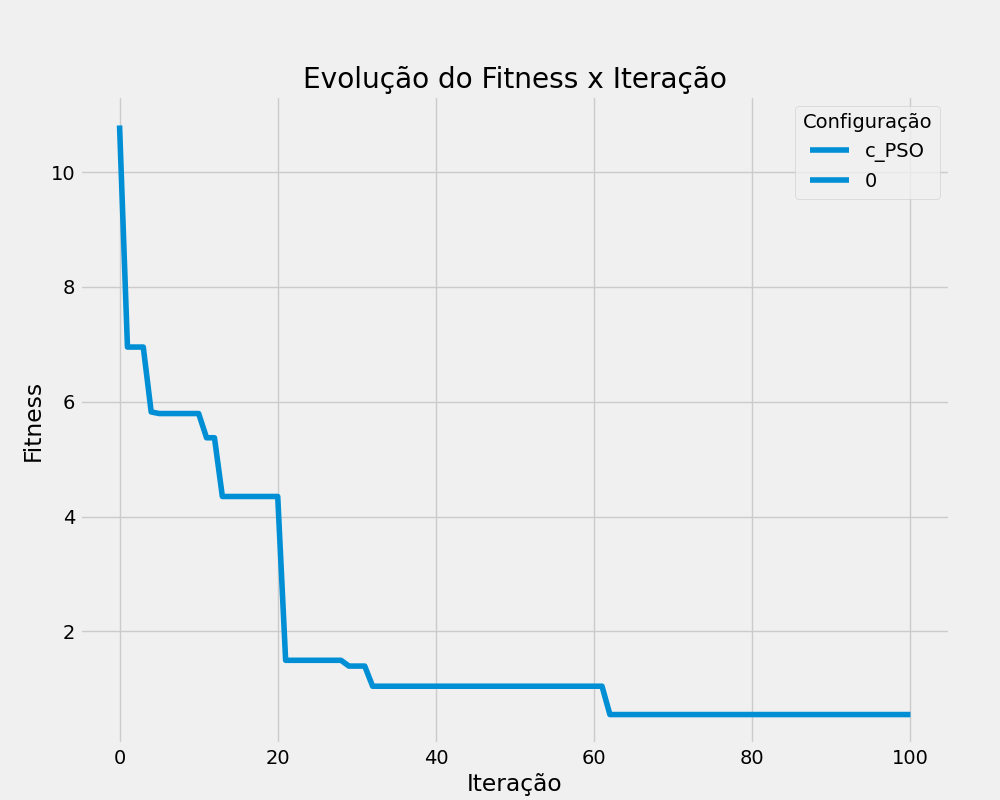 Evolução do Fitness x Iteração
Configuração
c_PSO
0
10
8
6
4
2
Fitness
0 20 40 60 80 100
Iteração